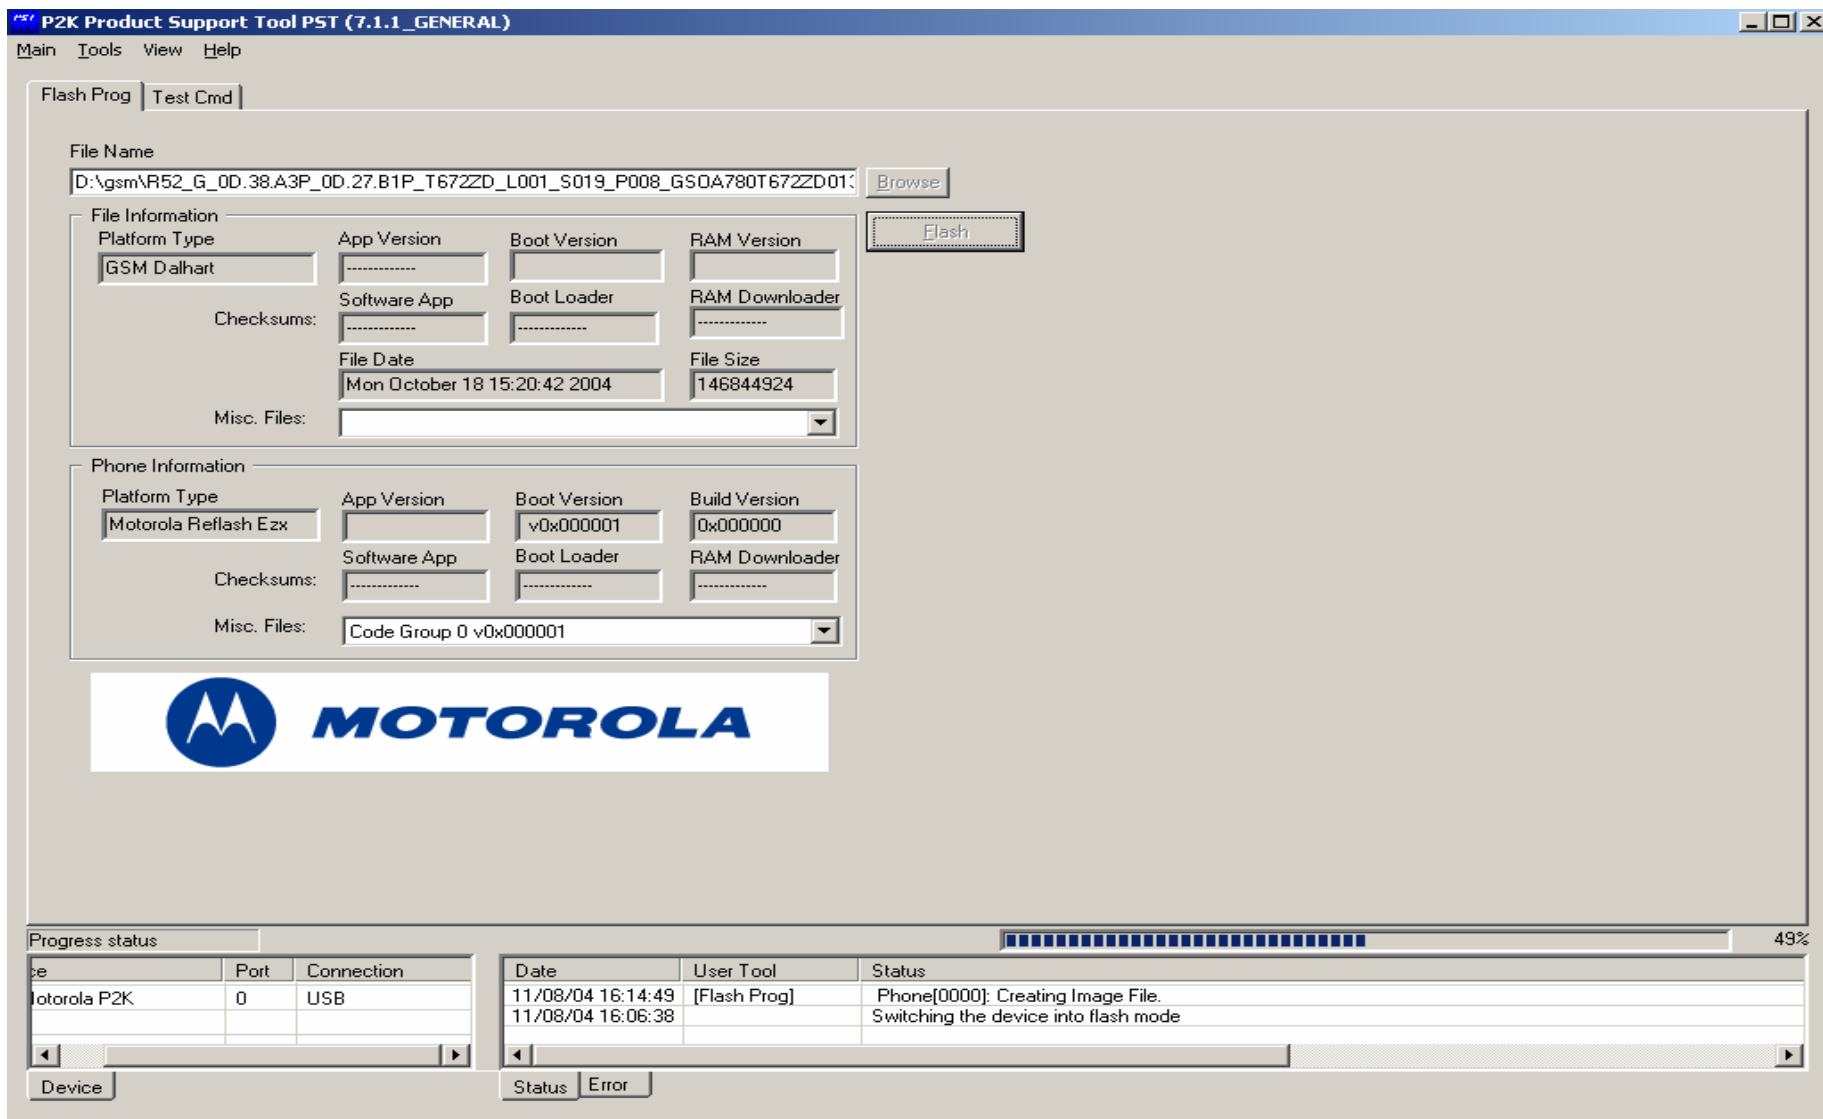 PST P2K Product Support Tool PST (7.1.1_GENERAL)
Main Tools View Help
Flash Prog Test Cmd
File Name
D:\gsm\R52_G_0D.38.A3P_0D.27.B1P_T672ZD_L001_S019_P008_GSOA780T672ZD01 Browse
File Information
Flash
Platform Type App Version Boot Version RAM Version
GSM Dalhart -------------
Software App Boot Loader RAM Downloader
Checksums: ------------- ------------- -------------
File Date File Size
Mon October 18 15:20:42 2004 146844924
Misc. Files:
Phone Information
Platform Type App Version Boot Version Build Version
Motorola Reflash Ezx v0x000001 0x000000
Software App Boot Loader RAM Downloader
Checksums: ------------- ------------- -------------
Misc. Files: Code Group 0 v0x000001
MOTOROLA
Progress status 49%
ce Port Connection Date User Tool Status
lotorola P2K 0 USB 11/08/04 16:14:49 [Flash Prog] Phone[0000]: Creating Image File.
11/08/04 16:06:38 Switching the device into flash mode
Device Status Error